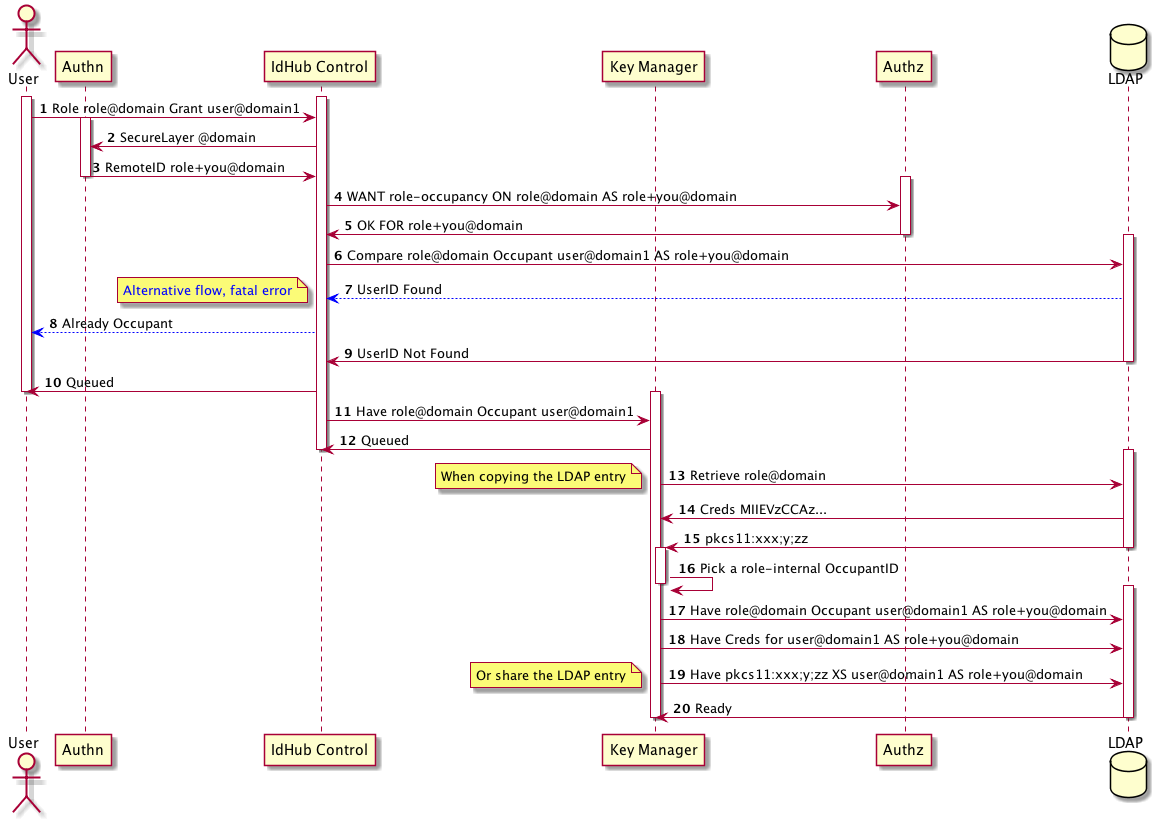 User
Authn
IdHub Control
Key Manager
Authz
LDAP
1 Role role@domain Grant user@domain1
2 SecureLayer @domain
3 RemoteID role+you@domain
4 WANT role-occupancy ON role@domain AS role+you@domain
5 OK FOR role+you@domain
6 Compare role@domain Occupant user@domain1 AS role+you@domain
Alternative flow, fatal error
7 UserID Found
8 Already Occupant
9 UserID Not Found
10 Queued
11 Have role@domain Occupant user@domain1
12 Queued
When copying the LDAP entry
13 Retrieve role@domain
14 Creds MIIEVzCCAz...
15 pkcs11:xxx;y;zz
16 Pick a role-internal OccupantID
17 Have role@domain Occupant user@domain1 AS role+you@domain
18 Have Creds for user@domain1 AS role+you@domain
Or share the LDAP entry
19 Have pkcs11:xxx;y;zz XS user@domain1 AS role+you@domain
20 Ready
User
Authn
IdHub Control
Key Manager
Authz
LDAP